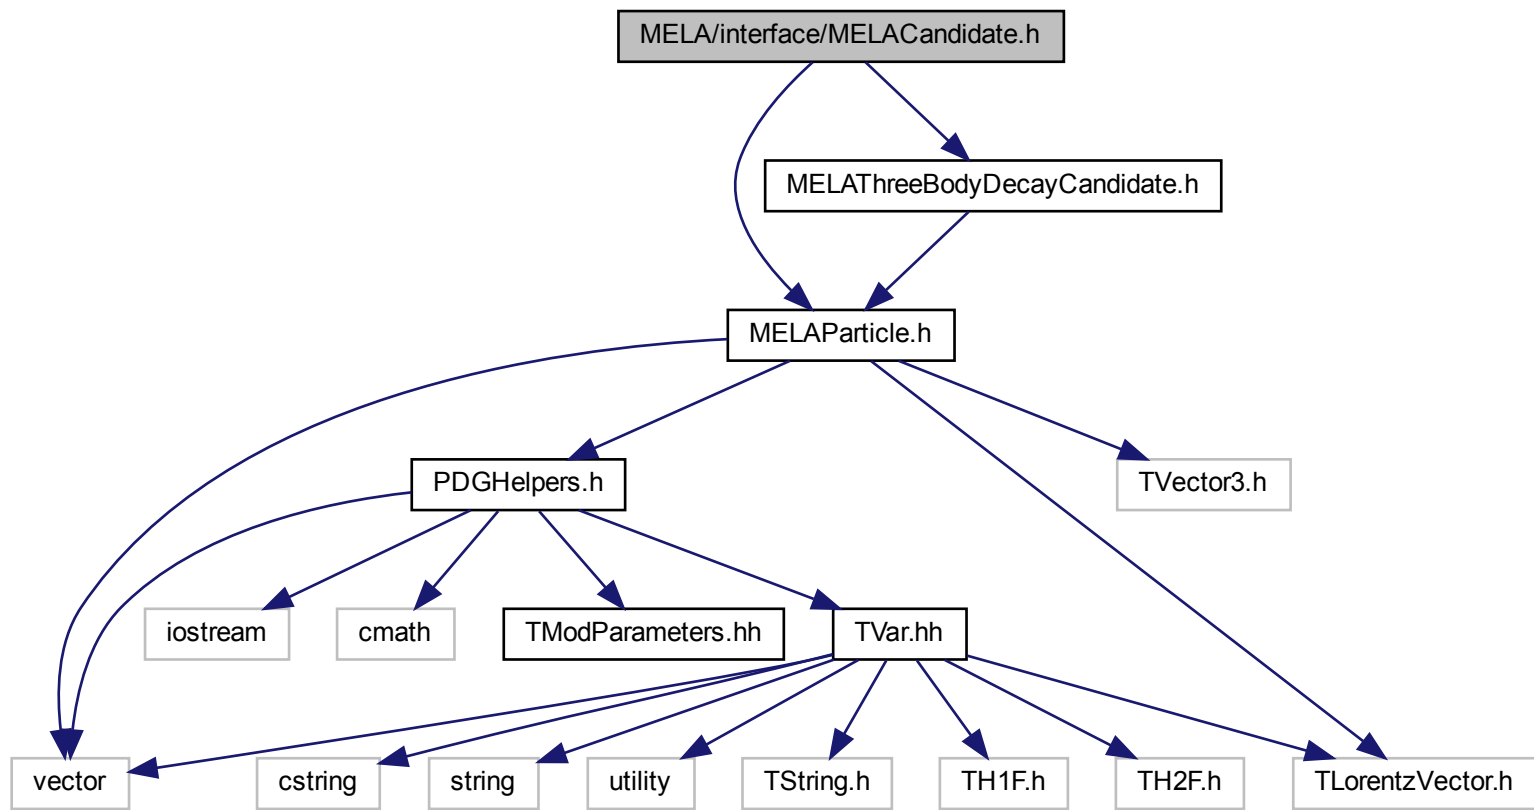 MELA/interface/MELACandidate.h
MELAThreeBodyDecayCandidate.h
MELAParticle.h
PDGHelpers.h
TVector3.h
iostream
cmath
TModParameters.hh
TVar.hh
vector
cstring
string
utility
TString.h
TH1F.h
TH2F.h
TLorentzVector.h